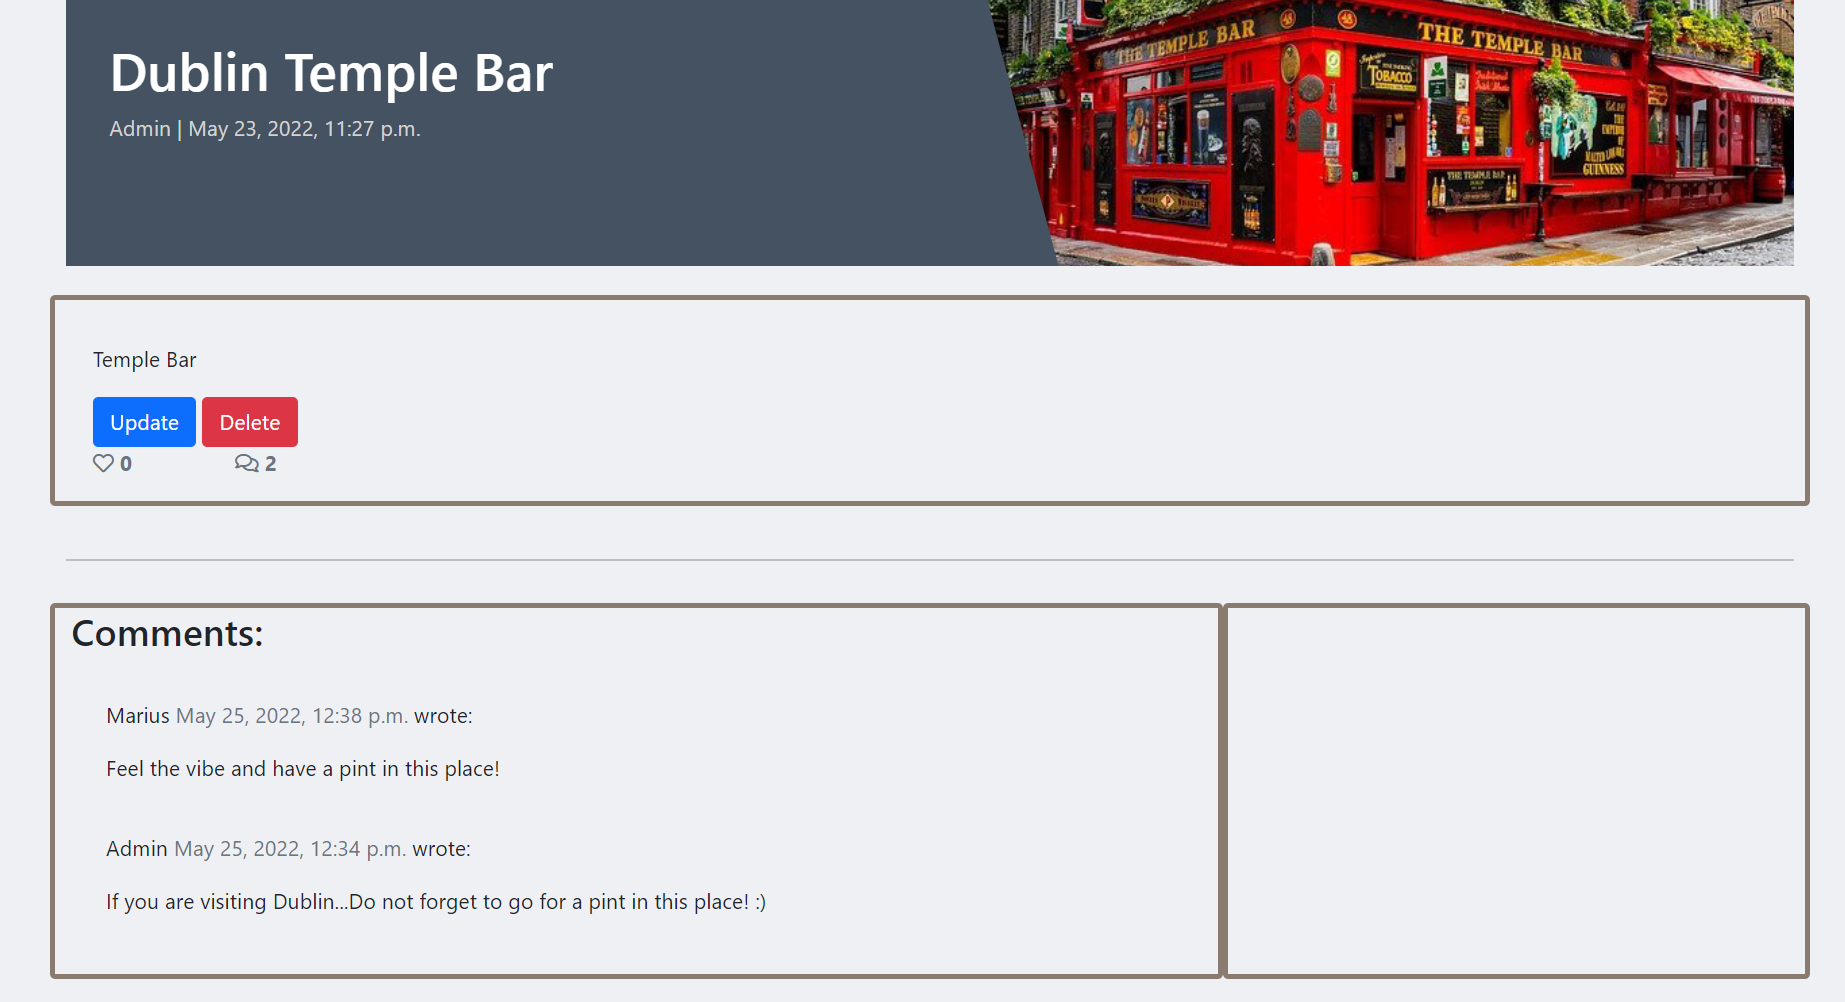 Dublin Temple Bar
Admin | May 23, 2022, 11:27 p.m.
THE TEMPLE BAR
THE TEMPLE BAR
TOBACCO
THE TEMPLE BAR
GUINNESS
Temple Bar
Update Delete
0 2
Comments:
Marius May 25, 2022, 12:38 p.m. wrote:
Feel the vibe and have a pint in this place!
Admin May 25, 2022, 12:34 p.m. wrote:
If you are visiting Dublin...Do not forget to go for a pint in this place! :)